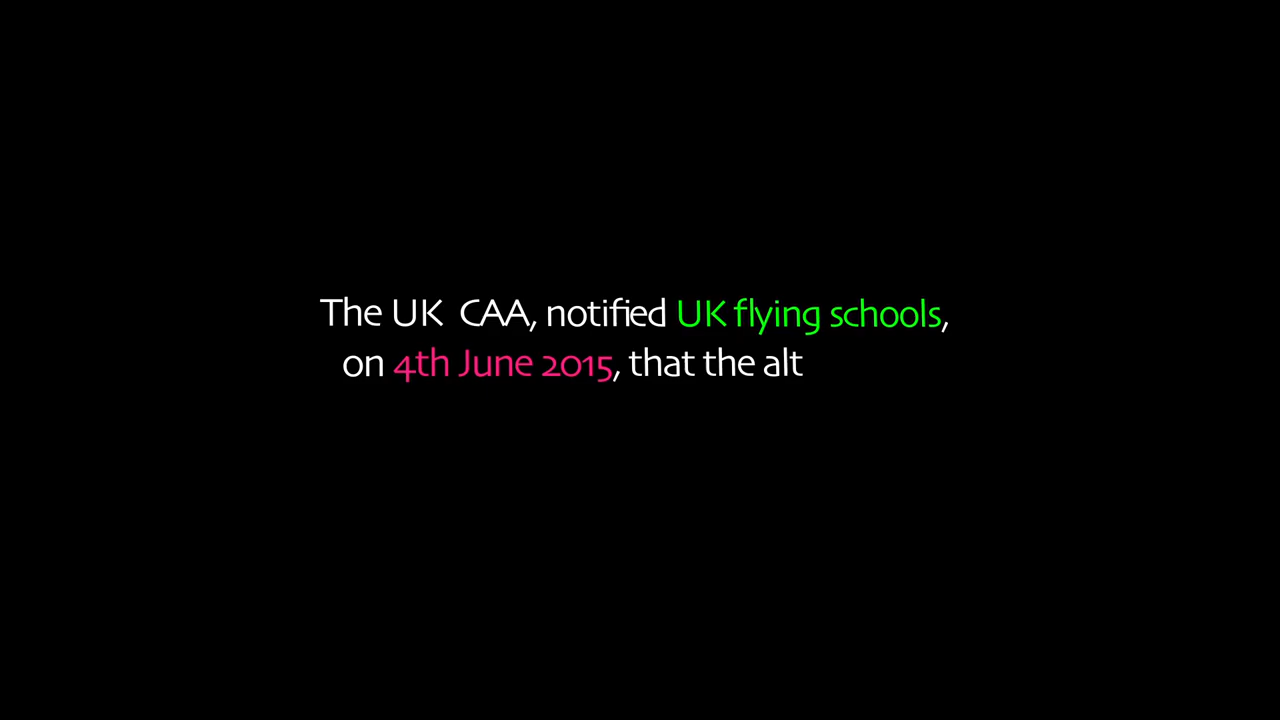 The UK  CAA, notified UK flying schools,
on 4th June 2015, that the alt